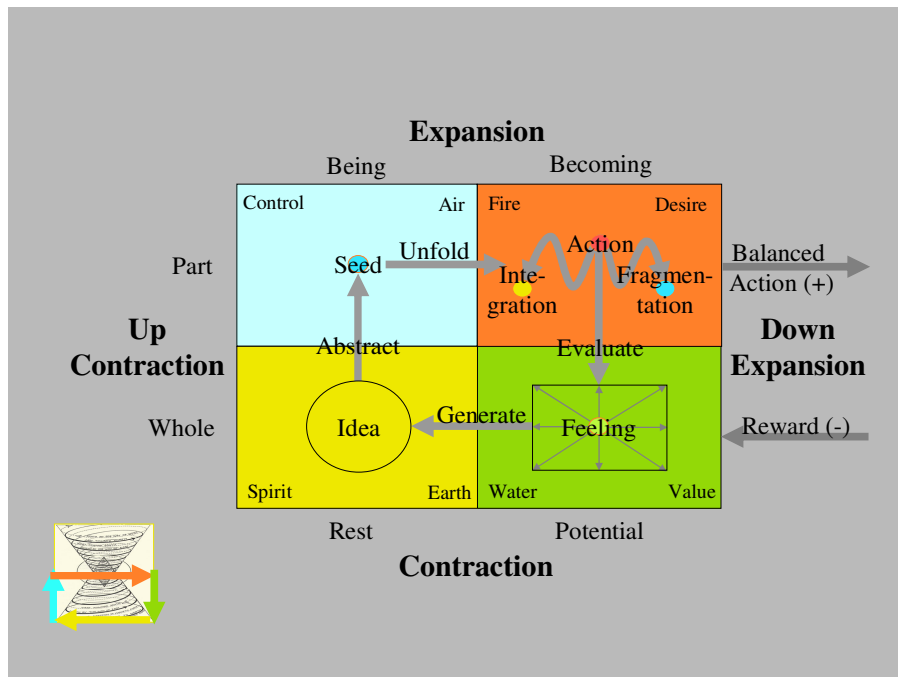 Expansion
Being
Becoming
Control
Air
Fire
Desire
Part
Seed
Unfold
Action
Inte-
gration
Fragmen-
tation
Balanced
Action (+)
Up
Contraction
Abstract
Evaluate
Down
Expansion
Whole
Idea
Generate
Feeling
Reward (-)
Spirit
Earth
Water
Value
Rest
Potential
Contraction